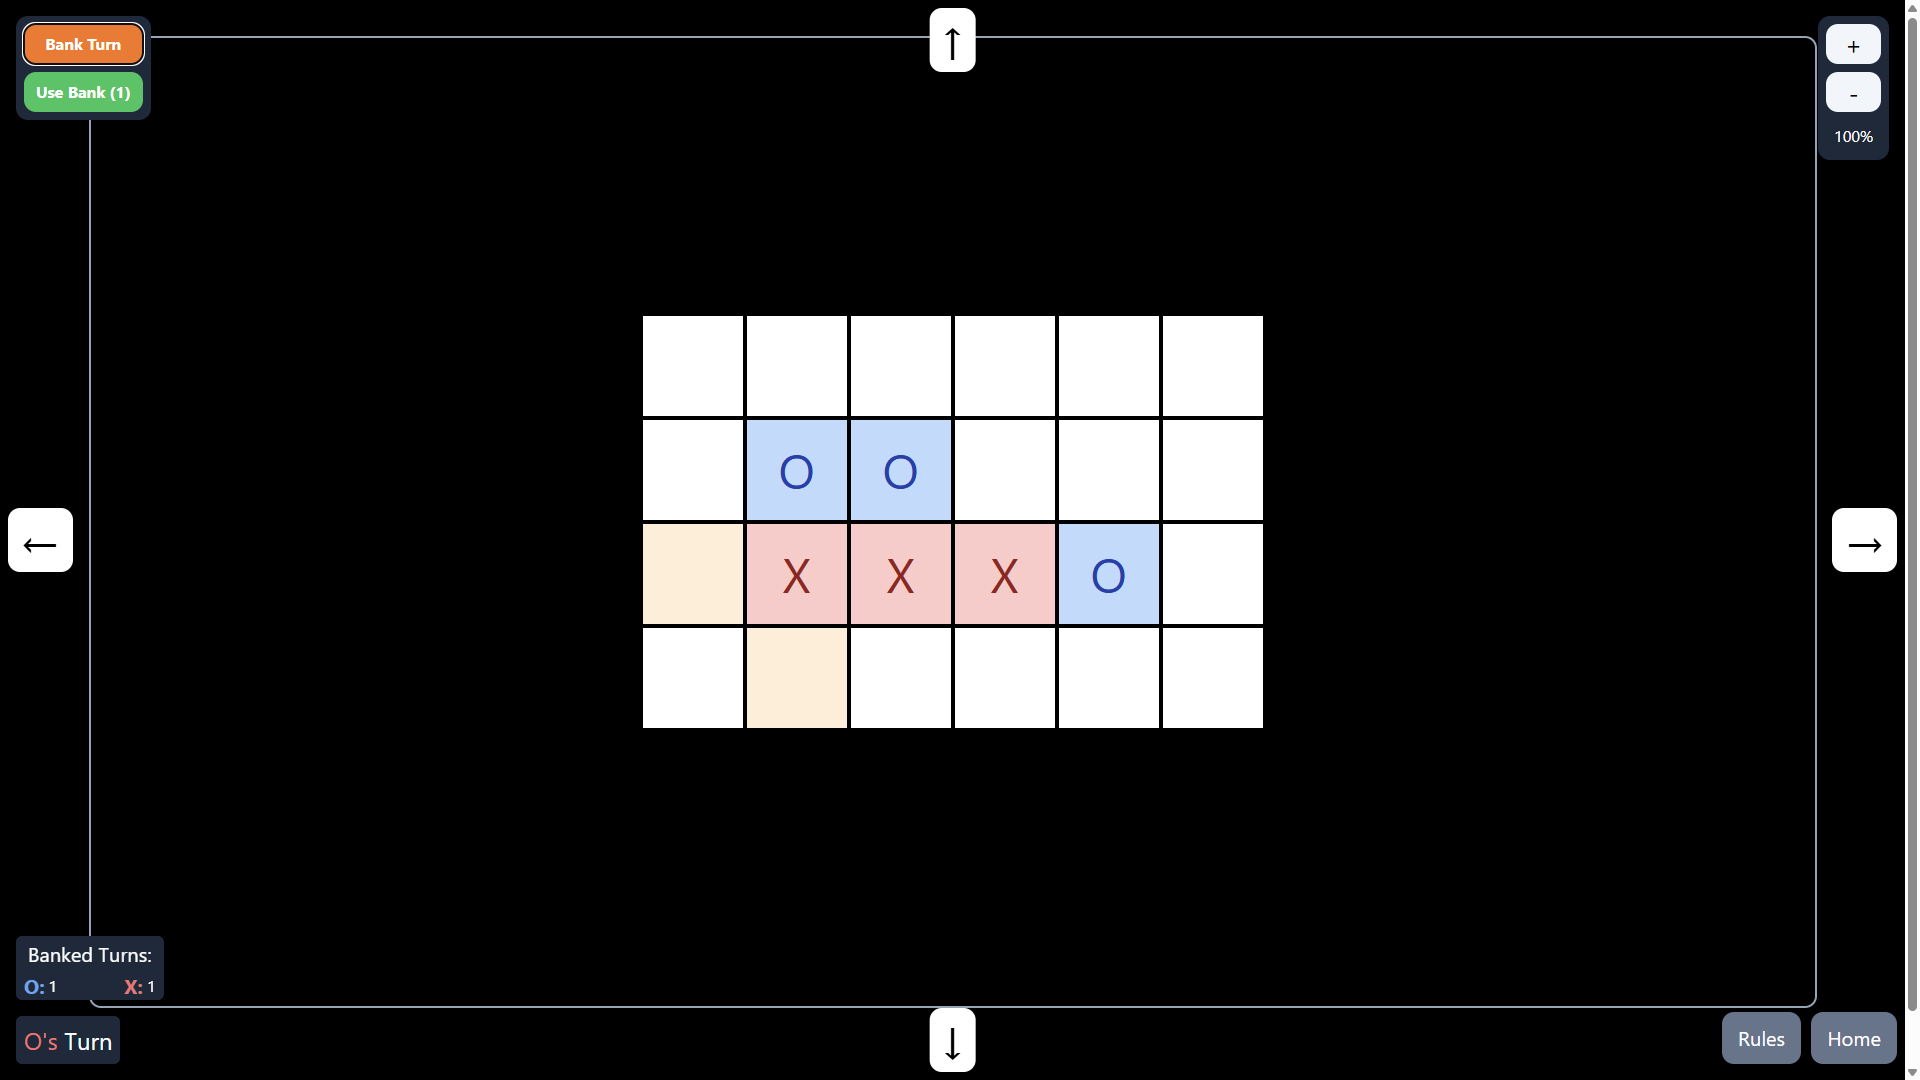 Bank Turn
Use Bank (1)
↑
+
-
100%
O O
← X X X O →
Banked Turns:
O: 1 X: 1
O's Turn
↓
Rules Home